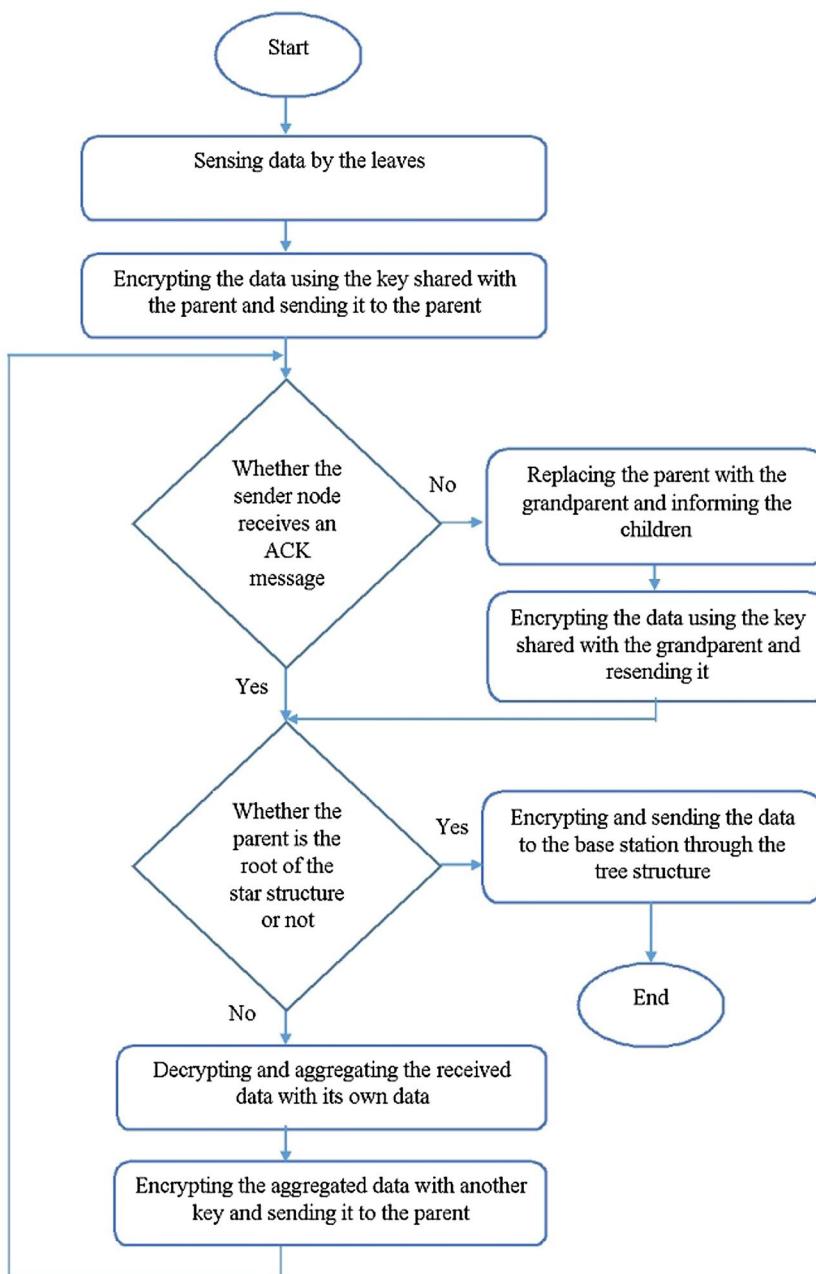 Start
Sensing data by the leaves
Encrypting the data using the key shared with
the parent and sending it to the parent
Whether the
sender node
receives an
ACK
message
No
Replacing the parent with the
grandparent and informing the
children
Encrypting the data using the key
shared with the grandparent and
resending it
Yes
Whether the
parent is the
root of the
star structure
or not
Yes
Encrypting and sending the data
to the base station through the
tree structure
End
No
Decrypting and aggregating the received
data with its own data
Encrypting the aggregated data with another
key and sending it to the parent